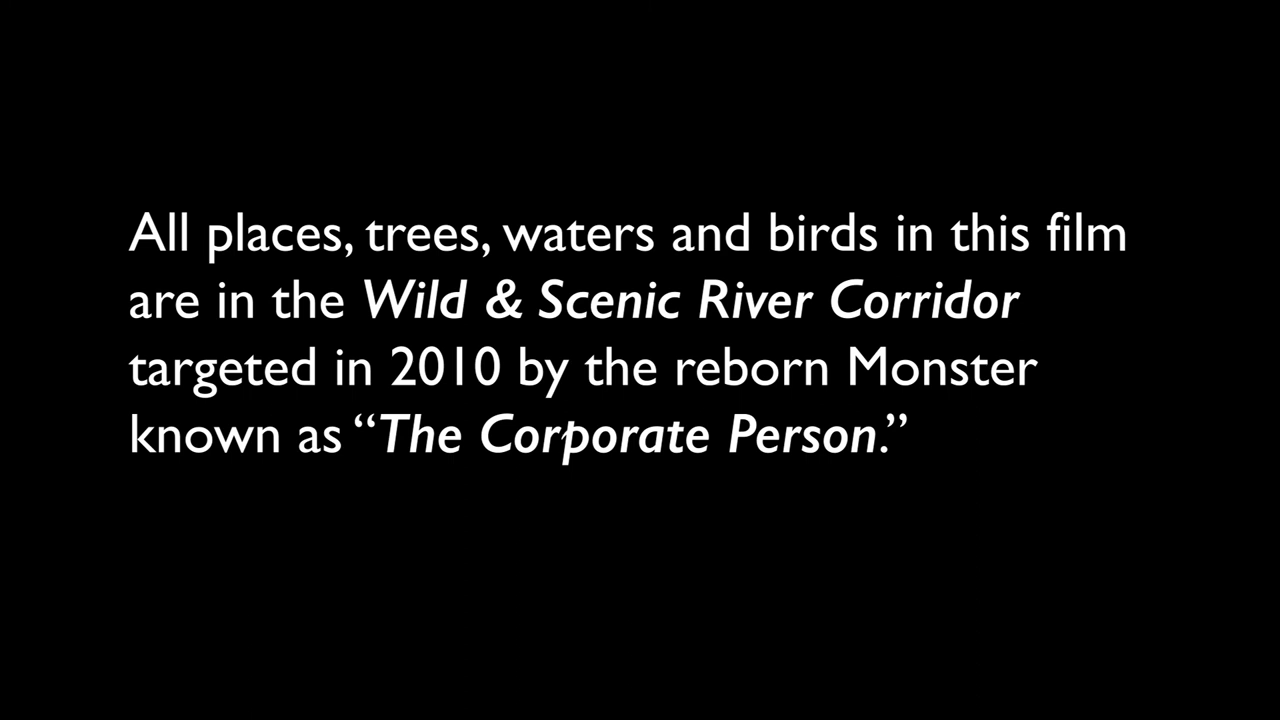 All places, trees, waters and birds in this film
are in the Wild & Scenic River Corridor
targeted in 2010 by the reborn Monster
known as “The Corporate Person.”